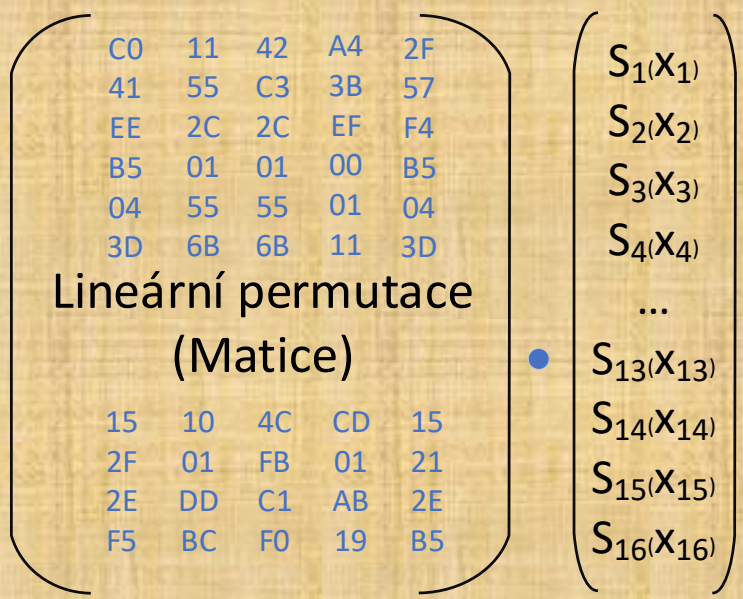 C0 11 42 A4 2F
41 55 C3 3B 57
EE 2C 2C EF F4
B5 01 01 00 B5
04 55 55 01 04
3D 6B 6B 11 3D
Lineární permutace
(Matice)
15 10 4C CD 15
2F 01 FB 01 21
2E DD C1 AB 2E
F5 BC F0 19 B5
•
S₁(X₁)
S₂(X₂)
S₃(X₃)
S₄(X₄)
...
S₁₃(X₁₃)
S₁₄(X₁₄)
S₁₅(X₁₅)
S₁₆(X₁₆)